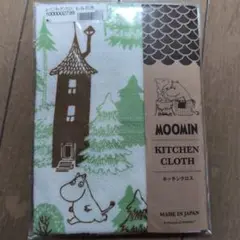 MOOMIN
KITCHEN
CLOTH
キッチンクロス
MADE IN JAPAN